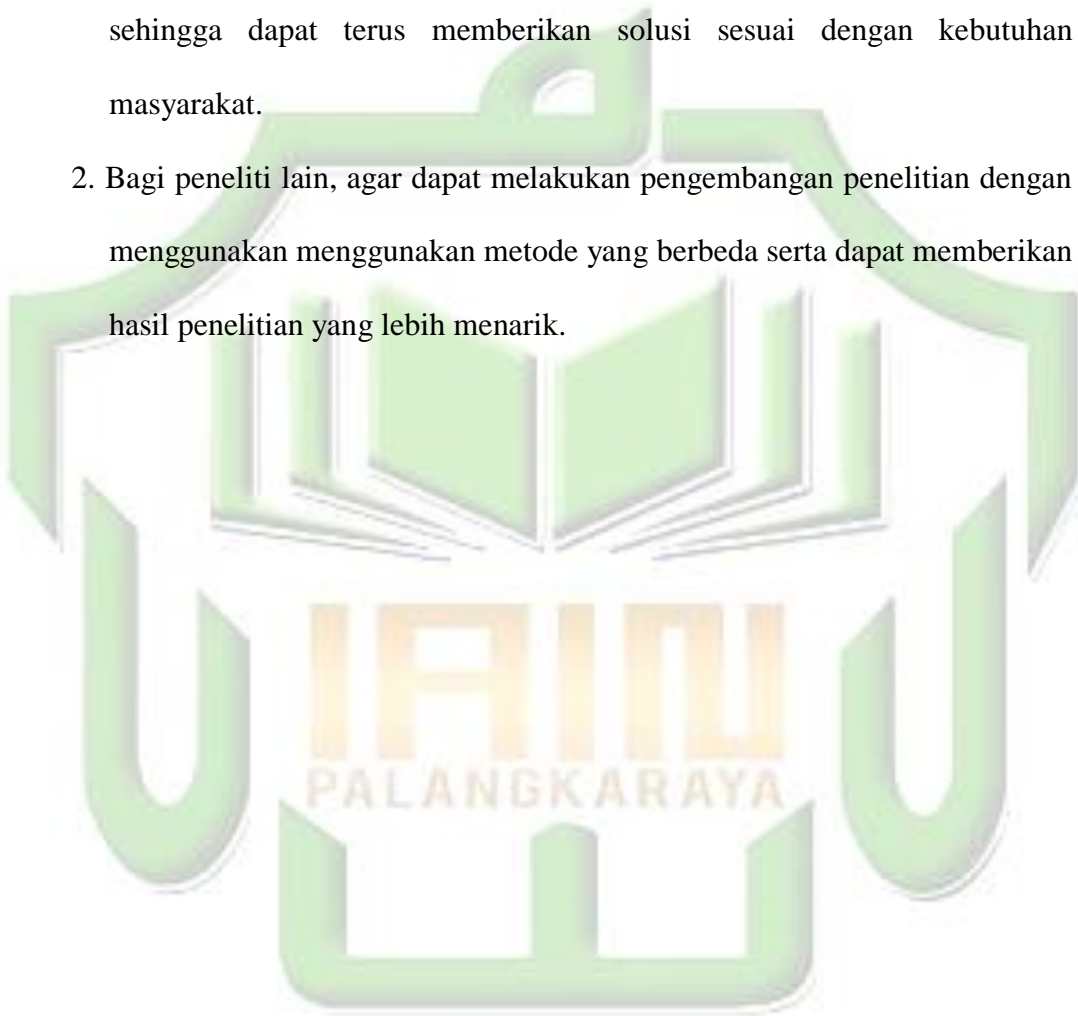 sehingga dapat terus memberikan solusi sesuai dengan kebutuhan
masyarakat.
2. Bagi peneliti lain, agar dapat melakukan pengembangan penelitian dengan
menggunakan menggunakan metode yang berbeda serta dapat memberikan
hasil penelitian yang lebih menarik.
IAIN
PALANGKARAYA